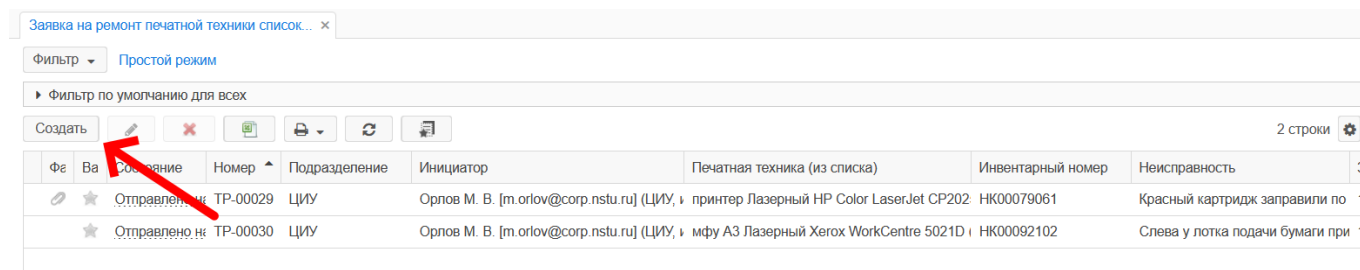 Заявка на ремонт печатной техники список... ×
Фильтр Простой режим
Фильтр по умолчанию для всех
Создать 2 строки
Фа Ва Состояние Номер Подразделение Инициатор Печатная техника (из списка) Инвентарный номер Неисправность
Отправлено на ТР-00029 ЦИУ Орлов М. В. [m.orlov@corp.nstu.ru] (ЦИУ, и принтер Лазерный HP Color LaserJet CP202 НК00079061 Красный картридж заправили по
Отправлено на ТР-00030 ЦИУ Орлов М. В. [m.orlov@corp.nstu.ru] (ЦИУ, и мфу А3 Лазерный Xerox WorkCentre 5021D ( НК00092102 Слева у лотка подачи бумаги при